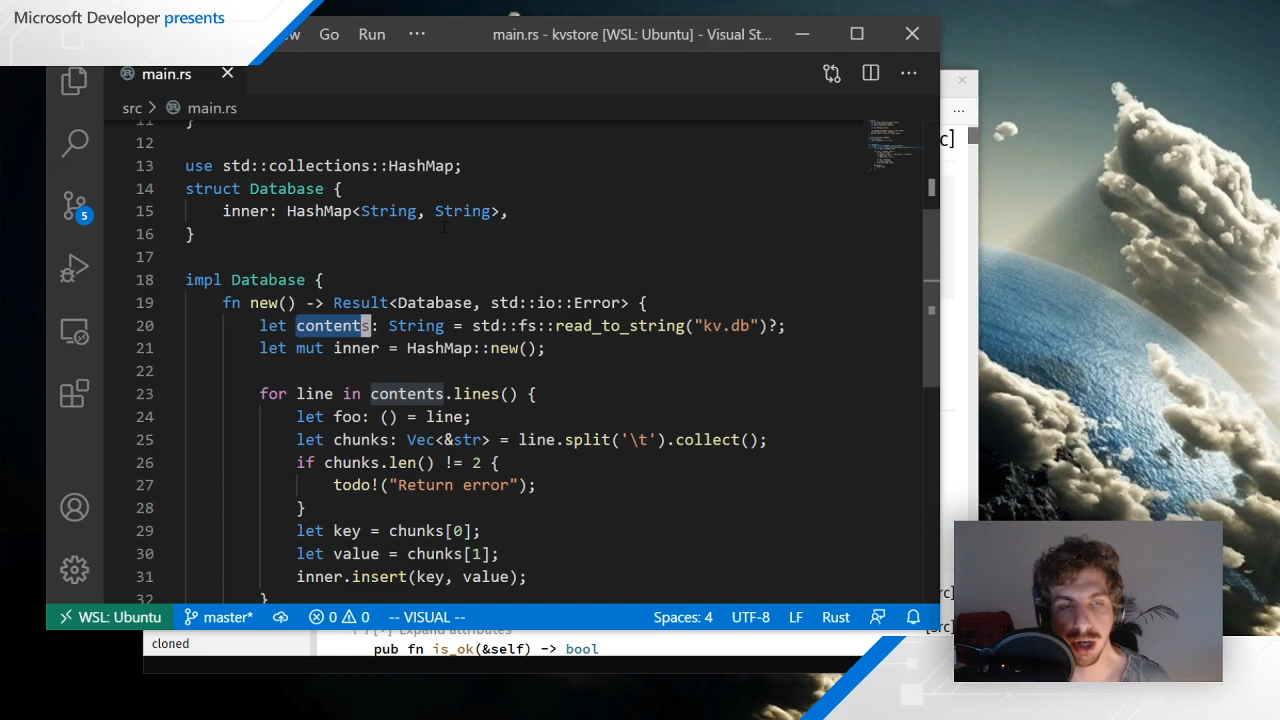 Microsoft Developer presents
Go Run ··· main.rs - kvstore [WSL: Ubuntu] - Visual St...
main.rs
src > main.rs
12
13 use std::collections::HashMap;
14 struct Database {
15 inner: HashMap<String, String>,
16 }
17
18 impl Database {
19 fn new() -> Result<Database, std::io::Error> {
20 let contents: String = std::fs::read_to_string("kv.db")?;
21 let mut inner = HashMap::new();
22
23 for line in contents.lines() {
24 let foo: () = line;
25 let chunks: Vec<&str> = line.split('\t').collect();
26 if chunks.len() != 2 {
27 todo!("Return error");
28 }
29 let key = chunks[0];
30 let value = chunks[1];
31 inner.insert(key, value);
32 }
5
WSL: Ubuntu master* 0 0 -- VISUAL -- Spaces: 4 UTF-8 LF Rust
cloned
[+] Expand attributes
pub fn is_ok(&self) -> bool